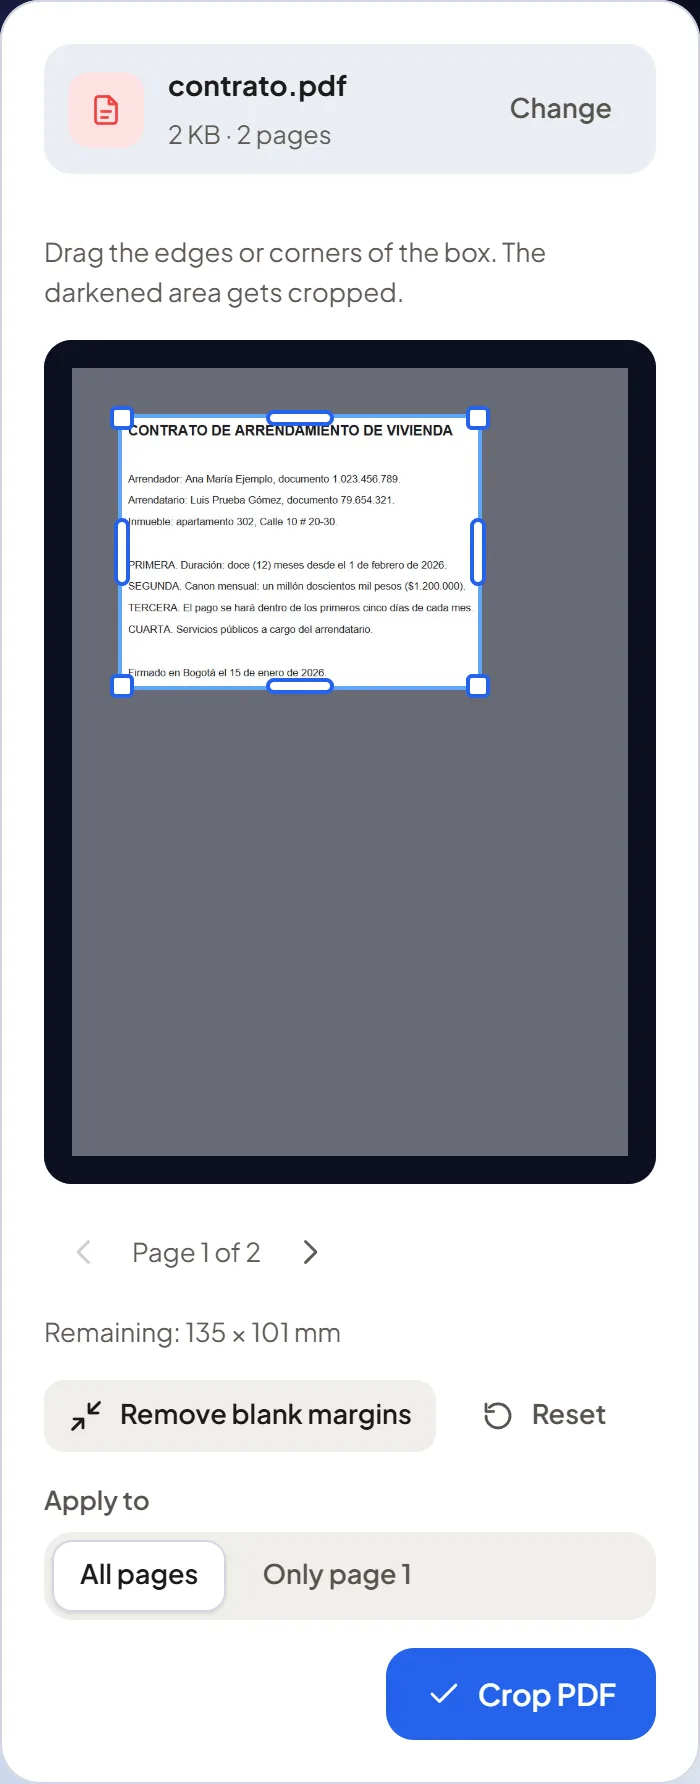 contrato.pdf
2 KB · 2 pages
Change
Drag the edges or corners of the box. The
darkened area gets cropped.
CONTRATO DE ARRENDAMIENTO DE VIVIENDA
Arrendador: Ana María Ejemplo, documento 1.023.456.789.
Arrendatario: Luis Prueba Gómez, documento 79.654.321.
Inmueble: apartamento 302, Calle 10 # 20-30.
PRIMERA. Duración: doce (12) meses desde el 1 de febrero de 2026.
SEGUNDA. Canon mensual: un millón doscientos mil pesos ($1.200.000).
TERCERA. El pago se hará dentro de los primeros cinco días de cada mes.
CUARTA. Servicios públicos a cargo del arrendatario.
Firmado en Bogotá el 15 de enero de 2026.
Page 1 of 2
Remaining: 135 × 101 mm
Remove blank margins
Reset
Apply to
All pages
Only page 1
Crop PDF